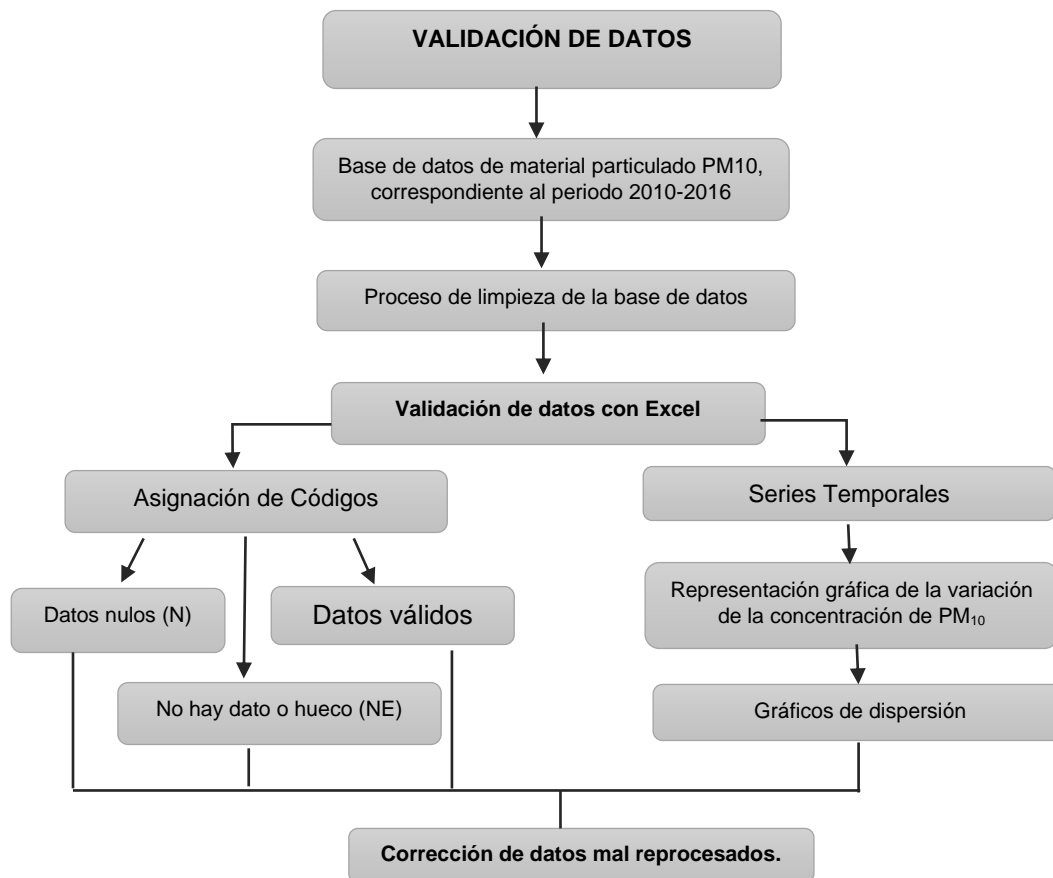 VALIDACIÓN DE DATOS
Base de datos de material particulado PM10,
correspondiente al periodo 2010-2016
Proceso de limpieza de la base de datos
Validación de datos con Excel
Asignación de Códigos
Series Temporales
Datos nulos (N)
Datos válidos
Representación gráfica de la variación
de la concentración de PM₁₀
No hay dato o hueco (NE)
Gráficos de dispersión
Corrección de datos mal reprocesados.